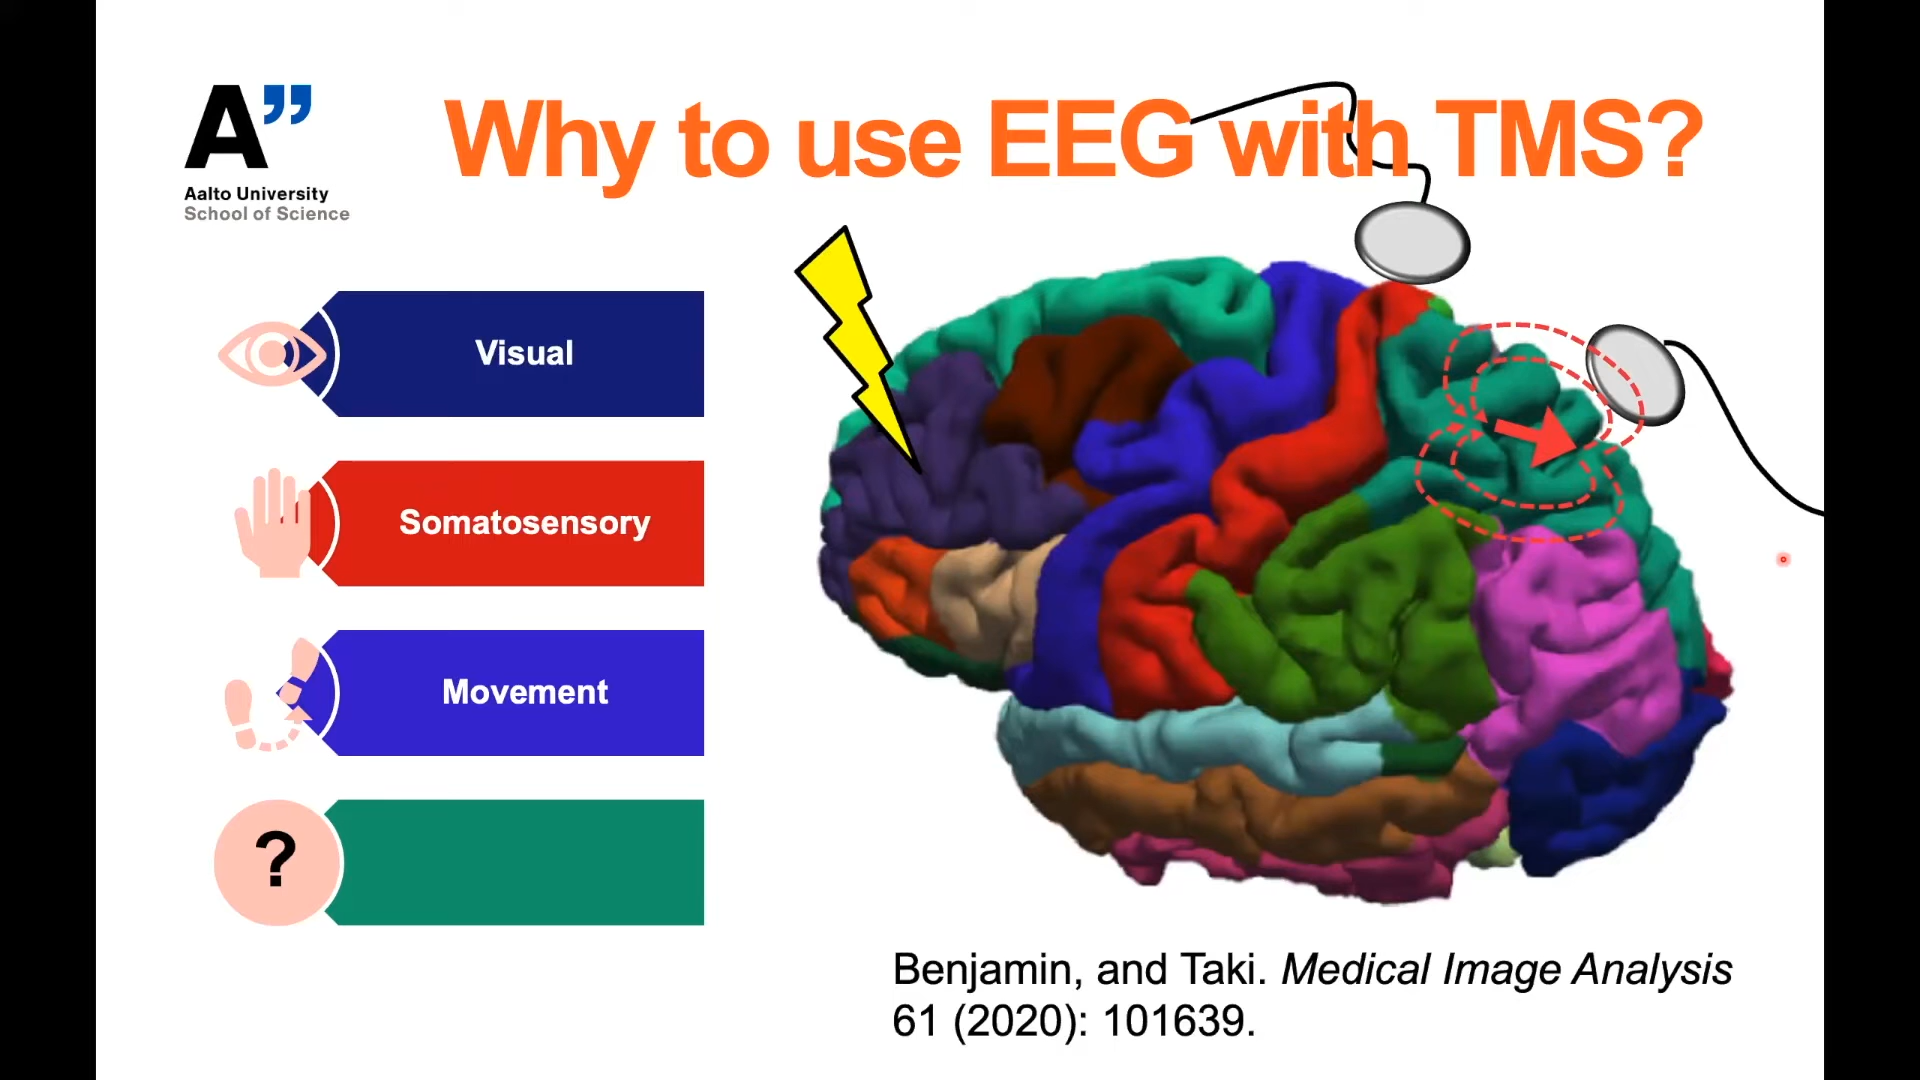 A”
Aalto University
School of Science
Why to use EEG with TMS?
Visual
Somatosensory
Movement
?
Benjamin, and Taki. Medical Image Analysis
61 (2020): 101639.